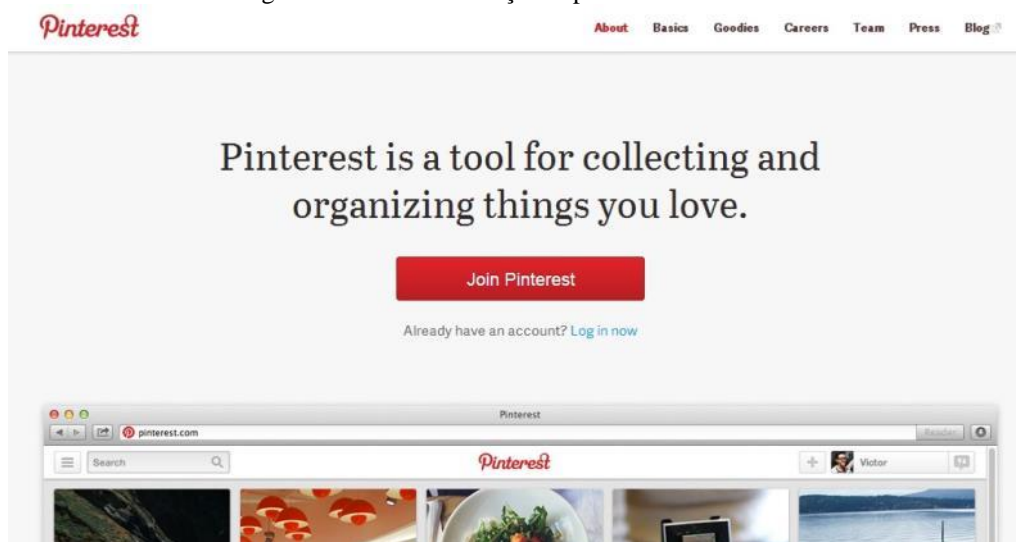 Pinterest
About Basics Goodies Careers Team Press Blog
Pinterest is a tool for collecting and
organizing things you love.
Join Pinterest
Already have an account? Log in now
Pinterest
pinterest.com
Reader
Search
Pinterest
Victor